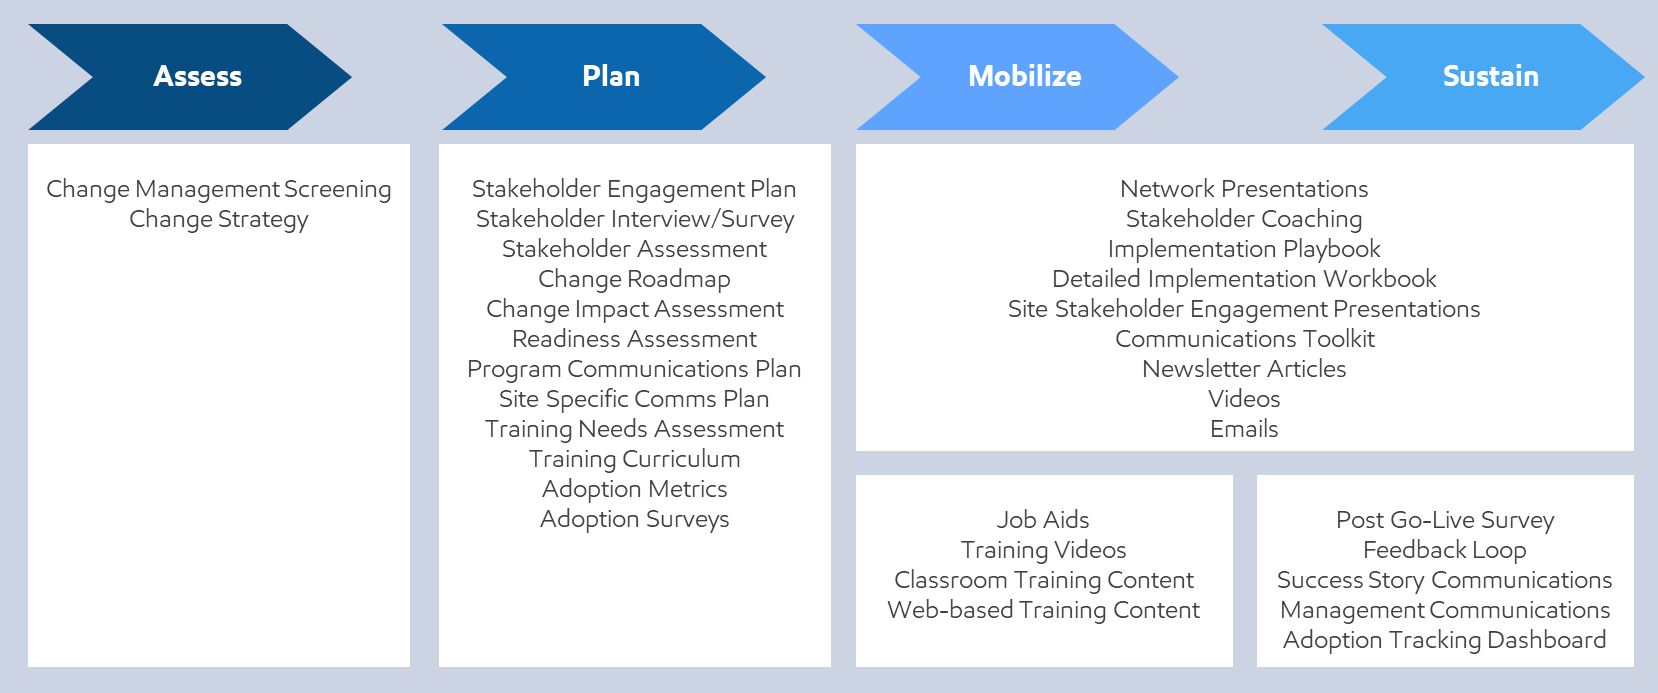 Assess
Plan
Mobilize
Sustain
Change Management Screening
Change Strategy
Stakeholder Engagement Plan
Stakeholder Interview/Survey
Stakeholder Assessment
Change Roadmap
Change Impact Assessment
Readiness Assessment
Program Communications Plan
Site Specific Comms Plan
Training Needs Assessment
Training Curriculum
Adoption Metrics
Adoption Surveys
Network Presentations
Stakeholder Coaching
Implementation Playbook
Detailed Implementation Workbook
Site Stakeholder Engagement Presentations
Communications Toolkit
Newsletter Articles
Videos
Emails
Job Aids
Training Videos
Classroom Training Content
Web-based Training Content
Post Go-Live Survey
Feedback Loop
Success Story Communications
Management Communications
Adoption Tracking Dashboard